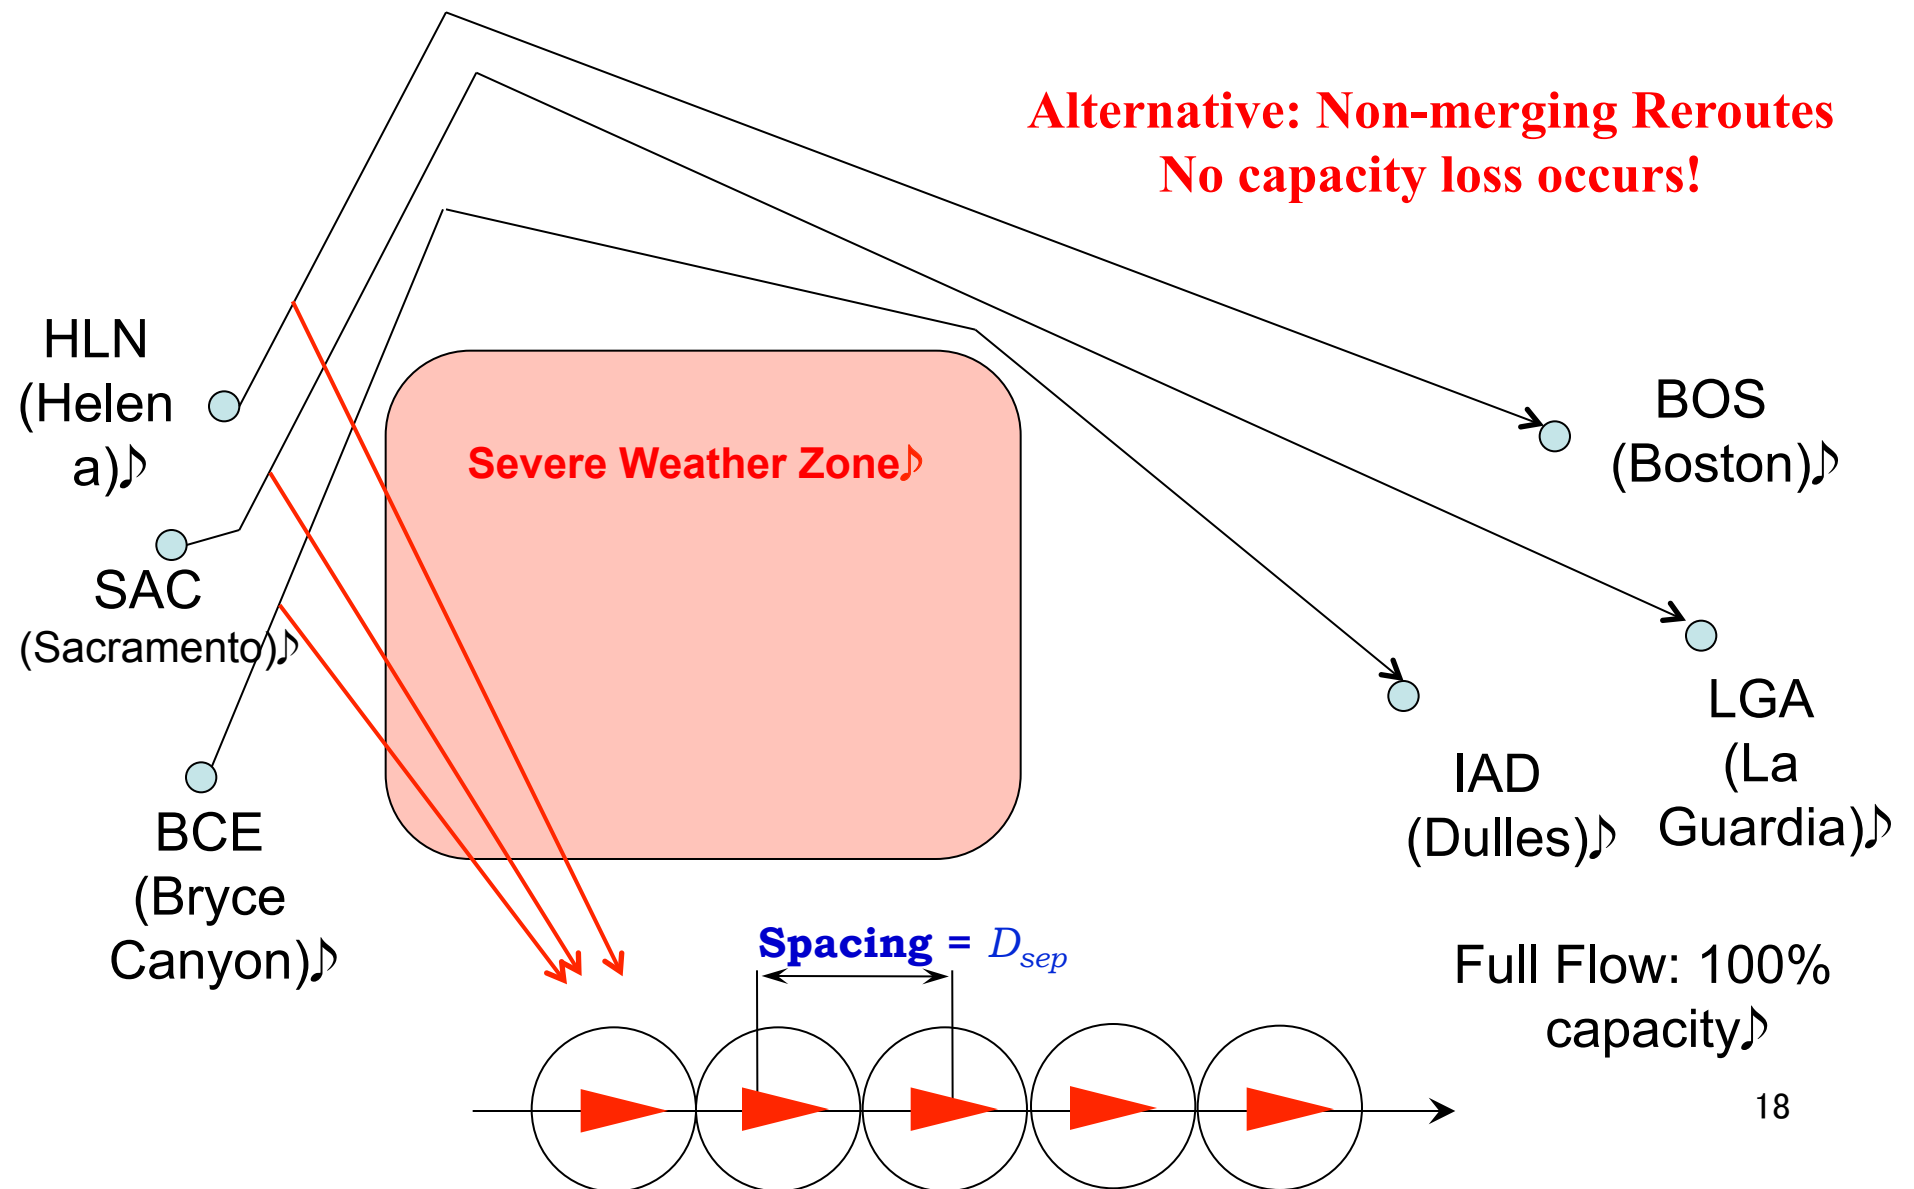 Alternative: Non-merging Reroutes
No capacity loss occurs!
HLN
(Helen
a)♪
BOS
(Boston)♪
Severe Weather Zone♪
SAC
(Sacramento)♪
LGA
(La
Guardia)♪
IAD
(Dulles)♪
BCE
(Bryce
Canyon)♪
Spacing = D_sep
Full Flow: 100%
capacity♪
18